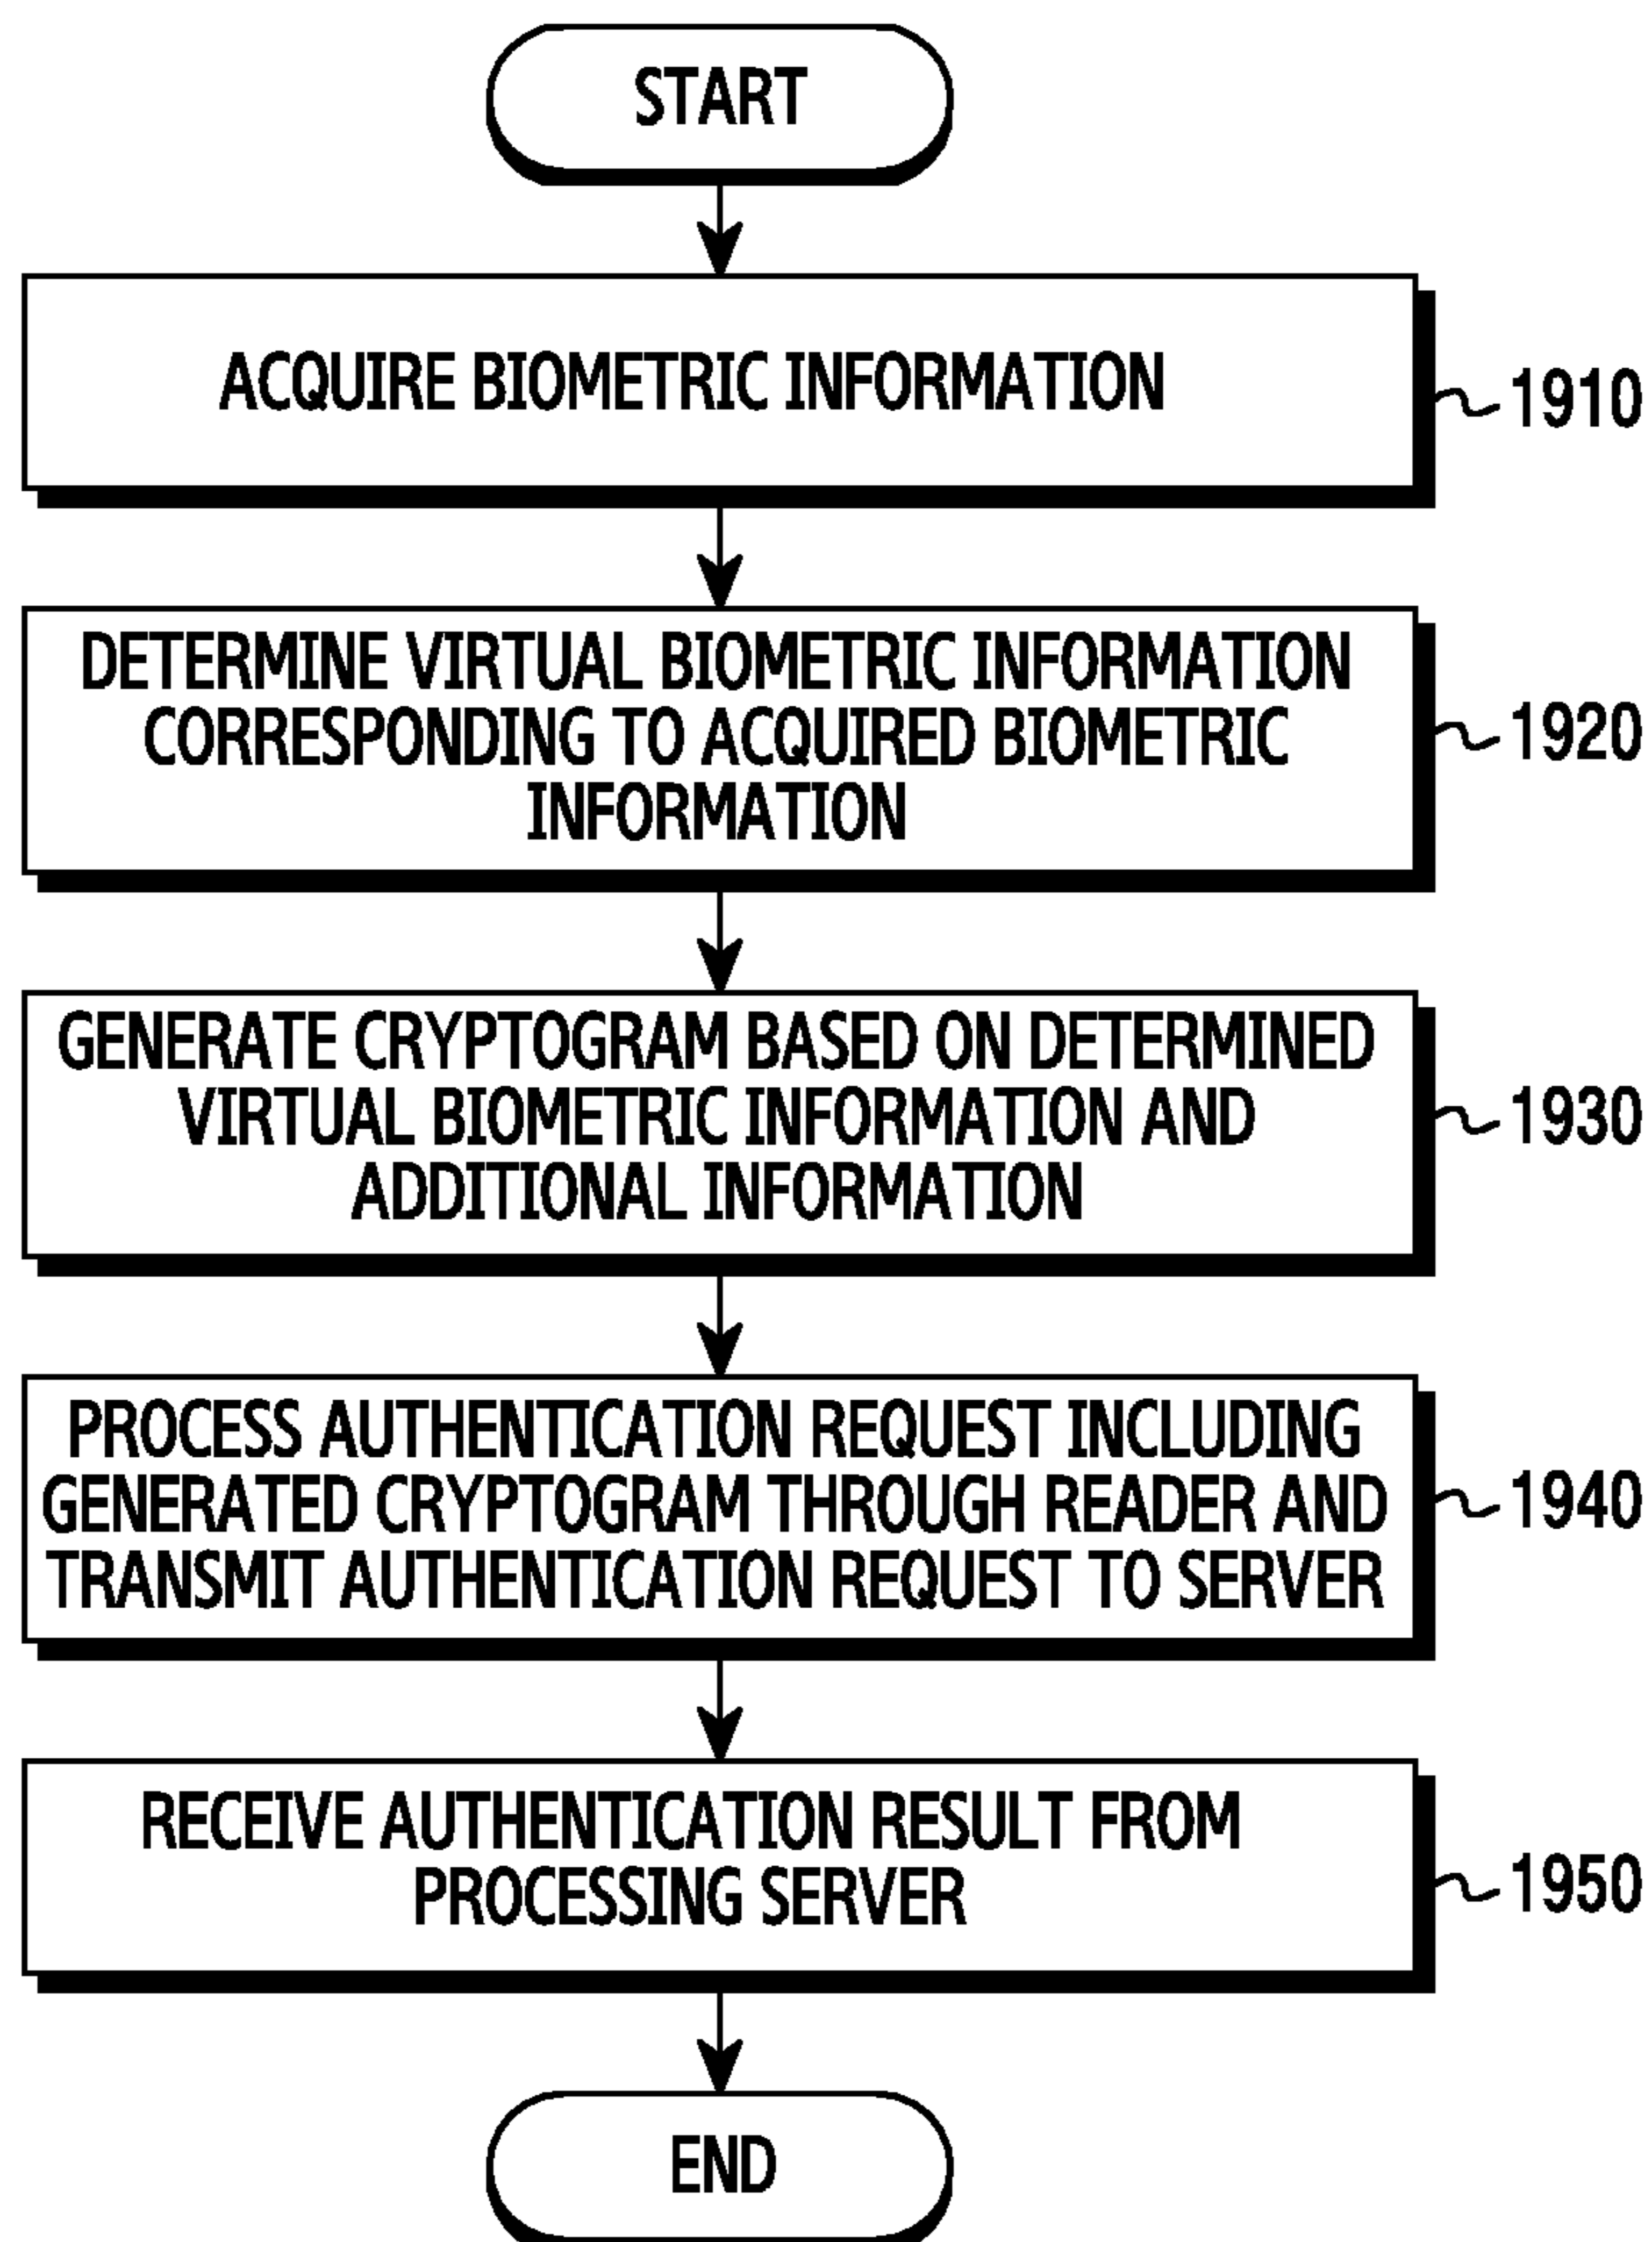 START
ACQUIRE BIOMETRIC INFORMATION
1910
DETERMINE VIRTUAL BIOMETRIC INFORMATION
CORRESPONDING TO ACQUIRED BIOMETRIC
INFORMATION
1920
GENERATE CRYPTOGRAM BASED ON DETERMINED
VIRTUAL BIOMETRIC INFORMATION AND
ADDITIONAL INFORMATION
1930
PROCESS AUTHENTICATION REQUEST INCLUDING
GENERATED CRYPTOGRAM THROUGH READER AND
TRANSMIT AUTHENTICATION REQUEST TO SERVER
1940
RECEIVE AUTHENTICATION RESULT FROM
PROCESSING SERVER
1950
END